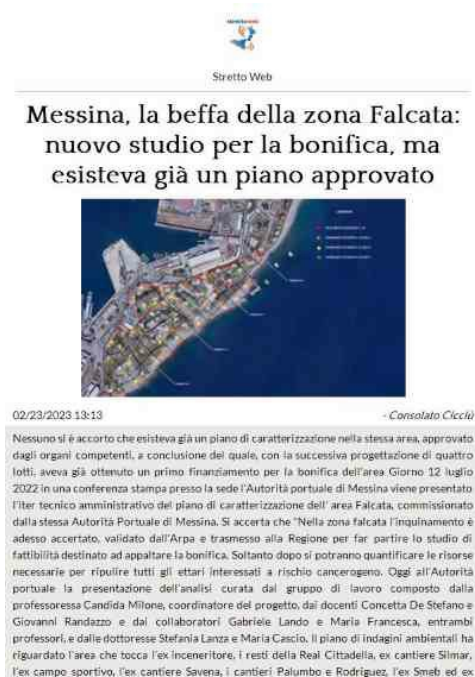 Stretto Web
Messina, la beffa della zona Falcata:
nuovo studio per la bonifica, ma
esisteva già un piano approvato
02/23/2023 13:13
- Consolato Cicciù
Nessuno si è accorto che esisteva già un piano di caratterizzazione nella stessa area, approvato
dagli organi competenti, a conclusione del quale, con la successiva progettazione di quattro
lotti, aveva già ottenuto un primo finanziamento per la bonifica dell'area Giorno 12 luglio
2022 in una conferenza stampa presso la sede l'Autorità portuale di Messina viene presentato
l'iter tecnico amministrativo del piano di caratterizzazione dell' area Falcata, commissionato
dalla stessa Autorità Portuale di Messina. Si accerta che "Nella zona falcata l'inquinamento è
adesso accertato, validato dall'Arpa e trasmesso alla Regione per far partire lo studio di
fattibilità destinato ad appaltare la bonifica. Soltanto dopo si potranno quantificare le risorse
necessarie per ripulire tutti gli ettari interessati a rischio cancerogeno. Oggi all'Autorità
portuale la presentazione dell'analisi curata dal gruppo di lavoro composto dalla
professoressa Candida Milone, coordinatore del progetto, dai docenti Concetta De Stefano e
Giovanni Randazzo e dai collaboratori Gabriele Lando e Maria Francesca, entrambi
professori, e dalle dottoresse Stefania Lanza e Maria Cascio. Il piano di indagini ambientali ha
riguardato l'area che tocca l'ex inceneritore, i resti della Real Cittadella, ex cantiere Silmar,
l'ex campo sportivo, l'ex cantiere Savena, i cantieri Palumbo e Rodriguez, l'ex Smeb ed ex